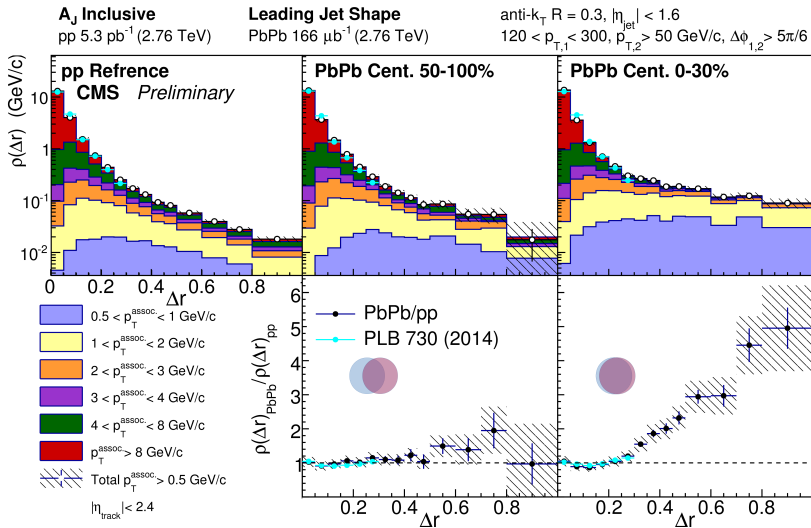 A_J Inclusive
pp 5.3 pb^-1 (2.76 TeV)
Leading Jet Shape
PbPb 166 μb^-1 (2.76 TeV)
anti-k_T R = 0.3, |η_jet| < 1.6
120 < p_T,1 < 300, p_T,2 > 50 GeV/c, Δϕ_1,2 > 5π/6
pp Refrence
CMS Preliminary
PbPb Cent. 50-100%
PbPb Cent. 0-30%
ρ(Δr) (GeV/c)
10
1
10^-1
10^-2
0 0.2 0.4 0.6 0.8
Δr
0.5 < p_T^assoc. < 1 GeV/c
1 < p_T^assoc. < 2 GeV/c
2 < p_T^assoc. < 3 GeV/c
3 < p_T^assoc. < 4 GeV/c
4 < p_T^assoc. < 8 GeV/c
p_T^assoc. > 8 GeV/c
Total p_T^assoc. > 0.5 GeV/c
|η_track| < 2.4
ρ(Δr)_PbPb/ρ(Δr)_pp
6
5
4
3
2
1
PbPb/pp
PLB 730 (2014)
0.2 0.4 0.6 0.8
Δr
0.2 0.4 0.6 0.8
Δr